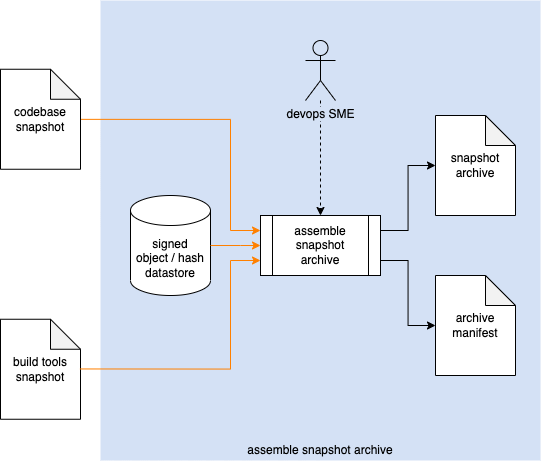 devops SME
codebase
snapshot
snapshot
archive
signed
object / hash
datastore
assemble
snapshot
archive
archive
manifest
build tools
snapshot
assemble snapshot archive